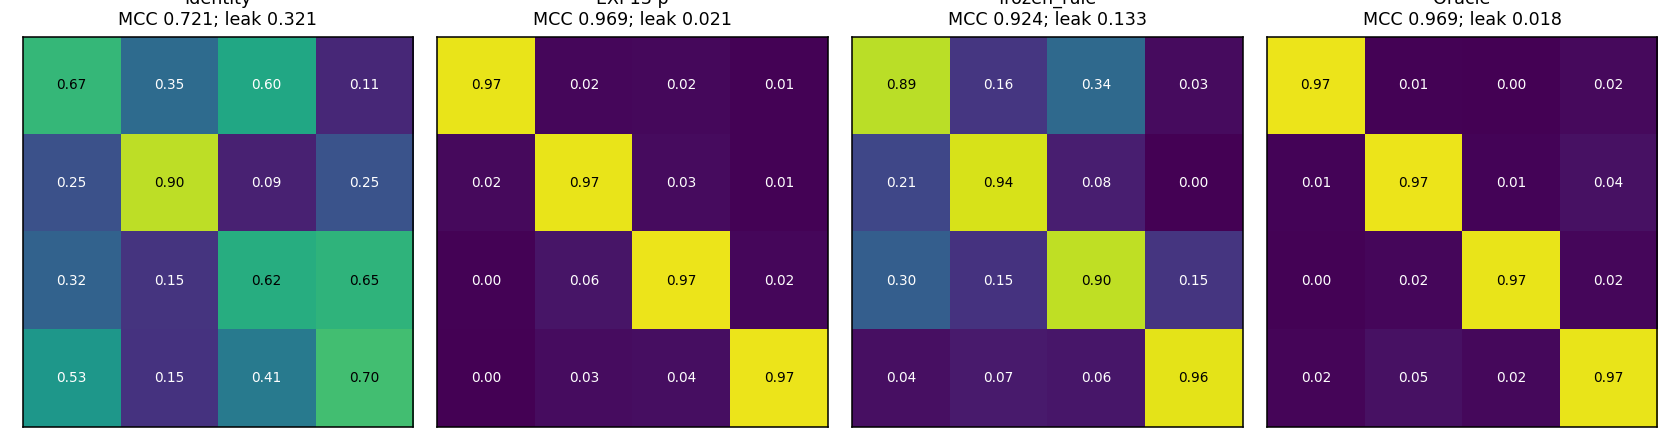 Identity
MCC 0.721; leak 0.321
0.67 0.35 0.60 0.11
0.25 0.90 0.09 0.25
0.32 0.15 0.62 0.65
0.53 0.15 0.41 0.70
MCC 0.969; leak 0.021
0.97 0.02 0.02 0.01
0.02 0.97 0.03 0.01
0.00 0.06 0.97 0.02
0.00 0.03 0.04 0.97
frozen_rule
MCC 0.924; leak 0.133
0.89 0.16 0.34 0.03
0.21 0.94 0.08 0.00
0.30 0.15 0.90 0.15
0.04 0.07 0.06 0.96
Oracle
MCC 0.969; leak 0.018
0.97 0.01 0.00 0.02
0.01 0.97 0.01 0.04
0.00 0.02 0.97 0.02
0.02 0.05 0.02 0.97